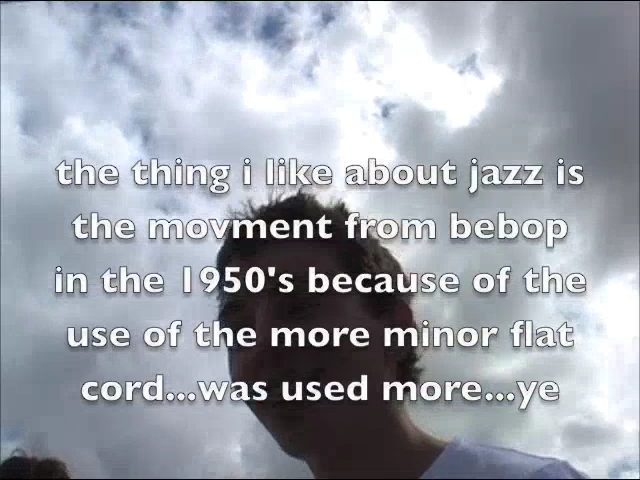 the thing i like about jazz is
the movment from bebop
in the 1950's because of the
use of the more minor flat
cord...was used more...ye